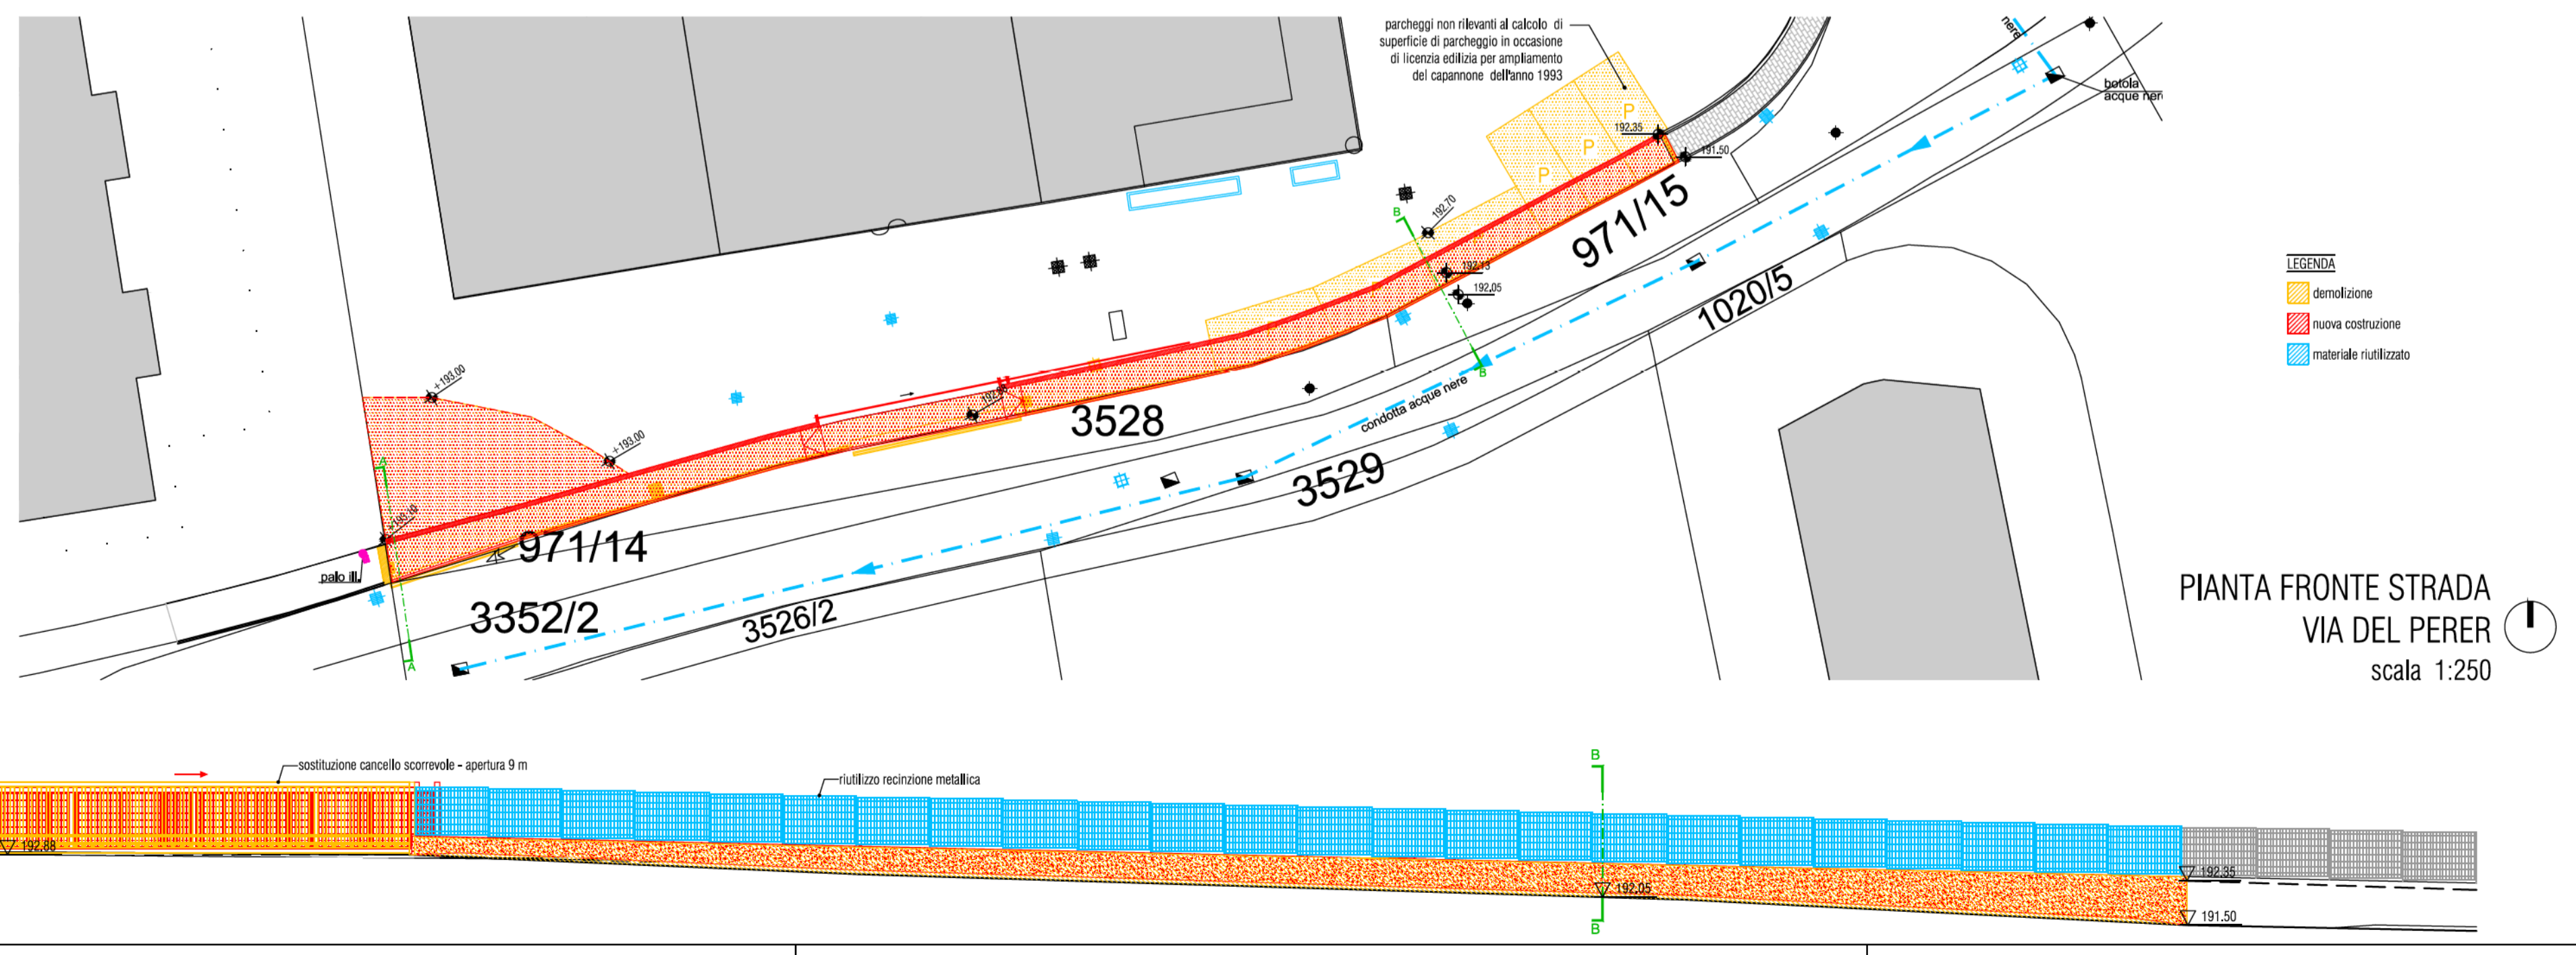 parcheggi non rilevanti al calcolo di
superficie di parcheggio in occasione
di licenzia edilizia per ampliamento
del capannone dell'anno 1993
nere
botola
acque ner
P
P
P
192.35
191.50
971/15
B
192.70
192.13
192.05
1020/5
B
condotta acque nere
3528
3529
+193.00
+193.00
A
palo ill.
971/14
3352/2
3526/2
A
LEGENDA
demolizione
nuova costruzione
materiale riutilizzato
PIANTA FRONTE STRADA
VIA DEL PERER
scala 1:250
sostituzione cancello scorrevole - apertura 9 m
riutilizzo recinzione metallica
B
192.88
192.05
B
192.35
191.50